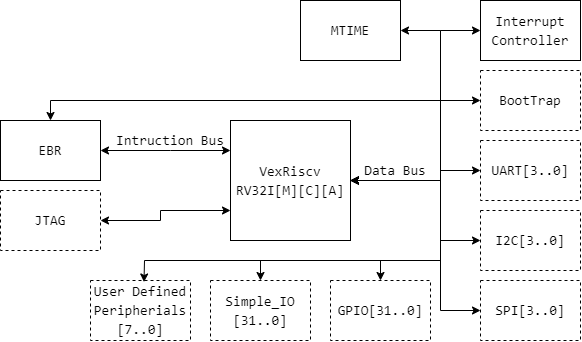 MTIME
Interrupt
Controller
BootTrap
EBR
Intruction Bus
VexRiscv
RV32I[M][C][A]
Data Bus
UART[3..0]
JTAG
I2C[3..0]
User Defined
Peripherials
[7..0]
Simple_IO
[31..0]
GPIO[31..0]
SPI[3..0]